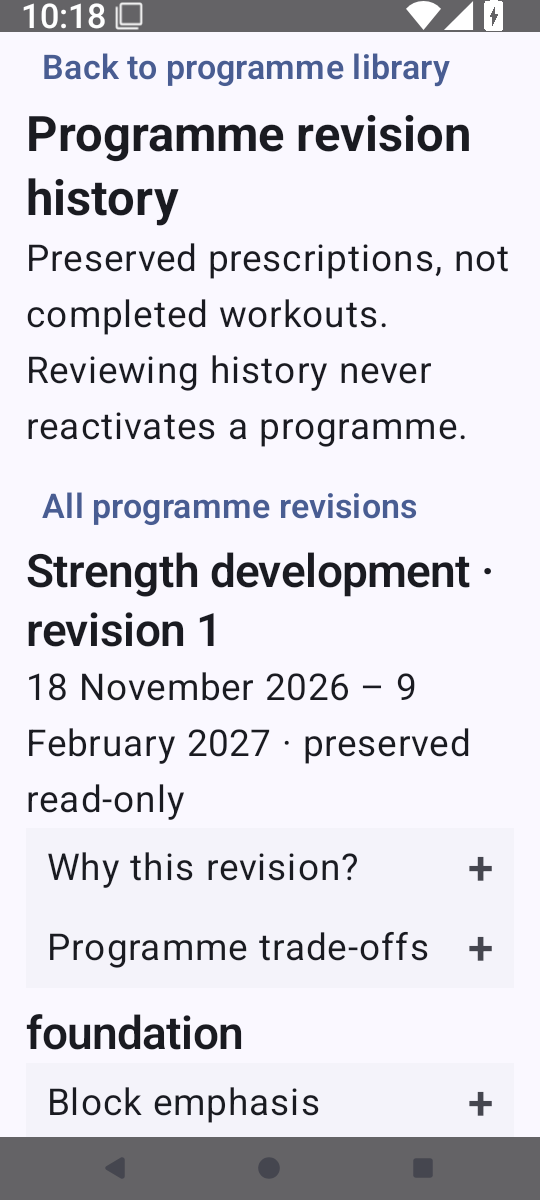 10:18
Back to programme library
Programme revision
history
Preserved prescriptions, not
completed workouts.
Reviewing history never
reactivates a programme.
All programme revisions
Strength development ·
revision 1
18 November 2026 – 9
February 2027 · preserved
read-only
Why this revision? +
Programme trade-offs +
foundation
Block emphasis +